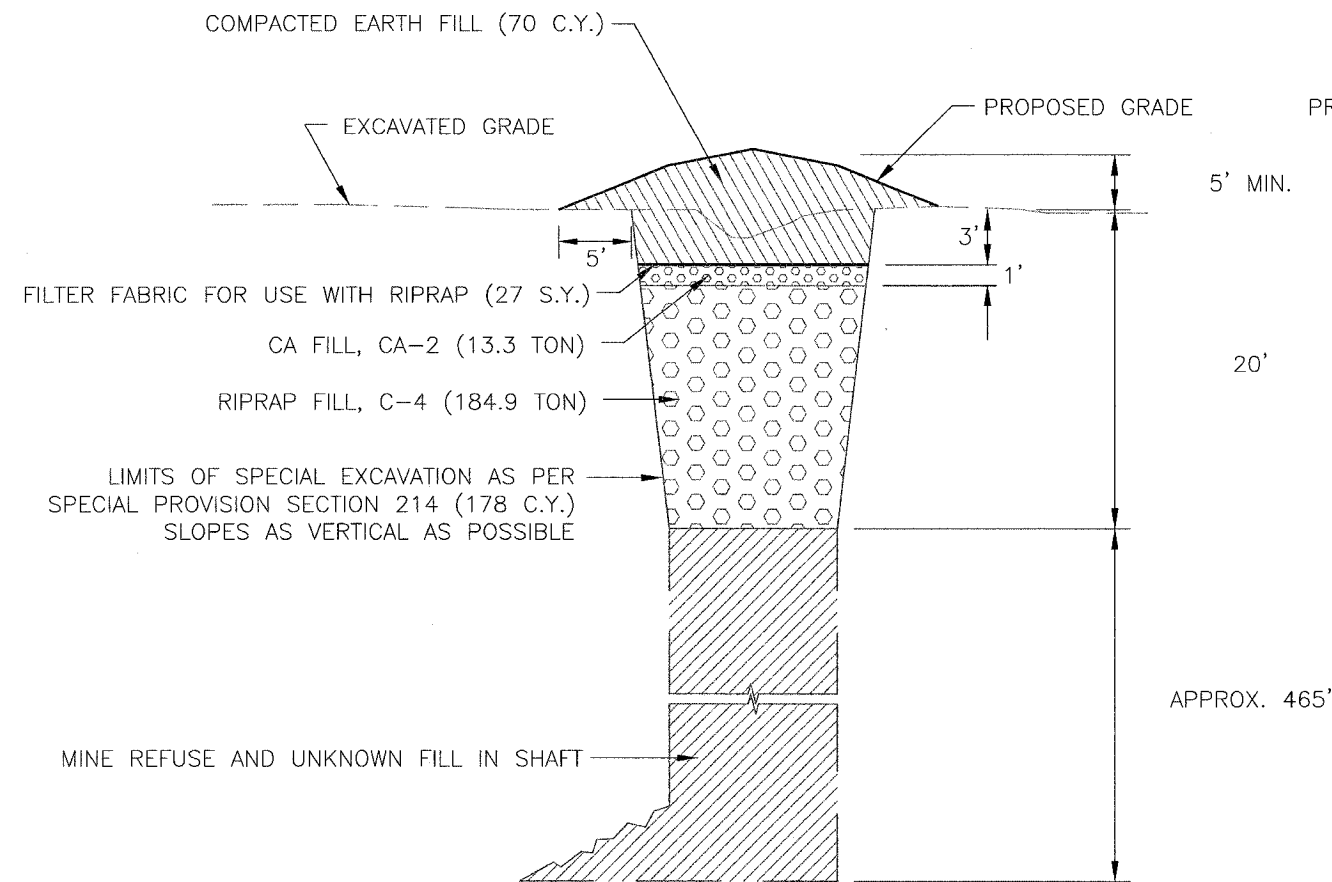 COMPACTED EARTH FILL (70 C.Y.)
PROPOSED GRADE
PR
EXCAVATED GRADE
5' MIN.
3'
5'
1'
FILTER FABRIC FOR USE WITH RIPRAP (27 S.Y.)
CA FILL, CA-2 (13.3 TON)
20'
RIPRAP FILL, C-4 (184.9 TON)
LIMITS OF SPECIAL EXCAVATION AS PER
SPECIAL PROVISION SECTION 214 (178 C.Y.)
SLOPES AS VERTICAL AS POSSIBLE
APPROX. 465'
MINE REFUSE AND UNKNOWN FILL IN SHAFT